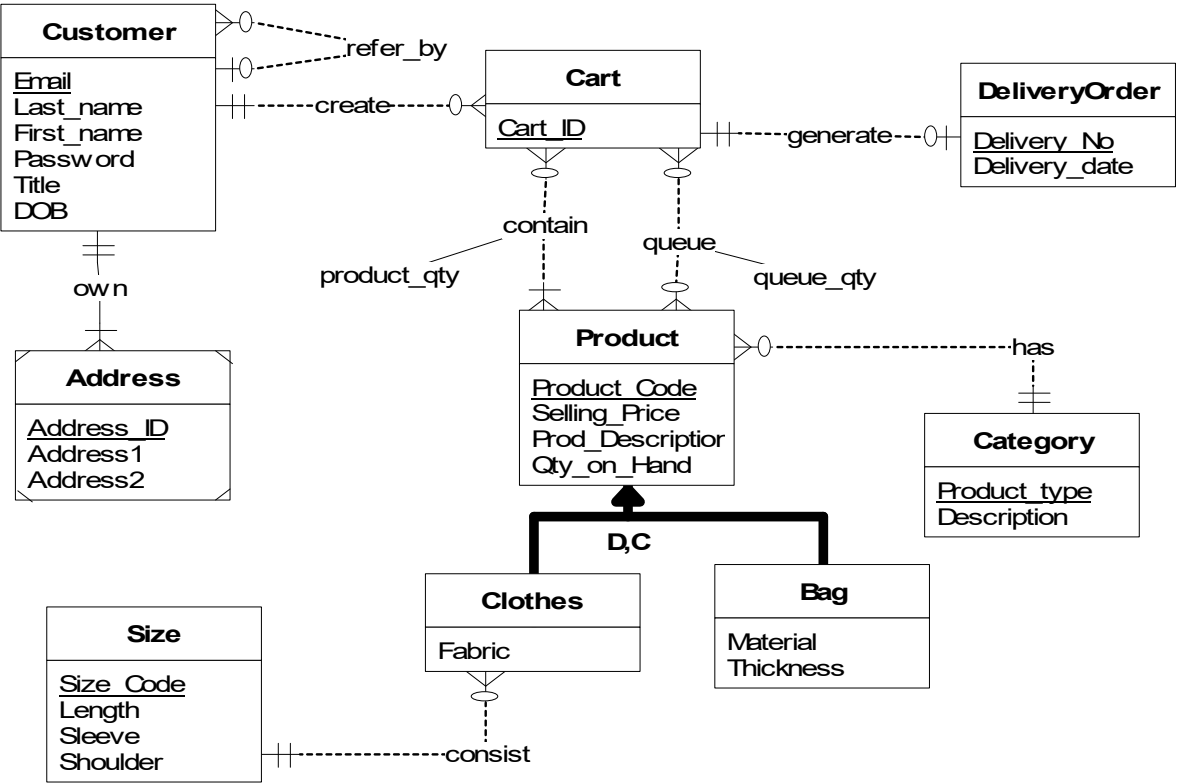 Customer
Email
Last_name
First_name
Password
Title
DOB
refer_by
create
Cart
Cart_ID
generate
DeliveryOrder
Delivery_No
Delivery_date
own
contain
product_qty
queue
queue_qty
Address
Address_ID
Address1
Address2
Product
Product_Code
Selling_Price
Prod_Description
Qty_on_Hand
has
Category
Product_type
Description
D,C
Clothes
Fabric
Bag
Material
Thickness
Size
Size_Code
Length
Sleeve
Shoulder
consist